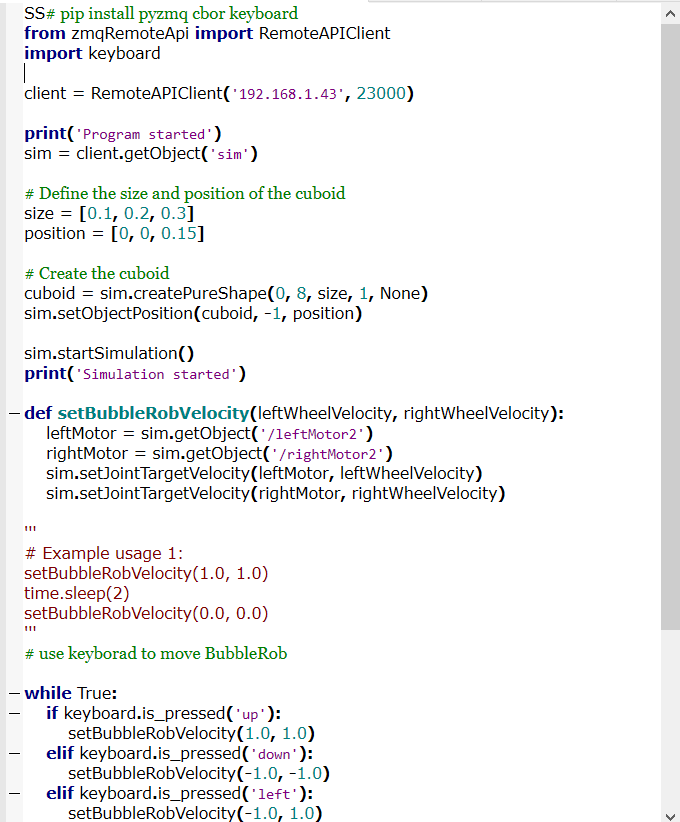 SS# pip install pyzmq cbor keyboard
from zmqRemoteApi import RemoteAPIClient
import keyboard

client = RemoteAPIClient('192.168.1.43', 23000)

print('Program started')
sim = client.getObject('sim')

# Define the size and position of the cuboid
size = [0.1, 0.2, 0.3]
position = [0, 0, 0.15]

# Create the cuboid
cuboid = sim.createPureShape(0, 8, size, 1, None)
sim.setObjectPosition(cuboid, -1, position)

sim.startSimulation()
print('Simulation started')

def setBubbleRobVelocity(leftWheelVelocity, rightWheelVelocity):
    leftMotor = sim.getObject('/leftMotor2')
    rightMotor = sim.getObject('/rightMotor2')
    sim.setJointTargetVelocity(leftMotor, leftWheelVelocity)
    sim.setJointTargetVelocity(rightMotor, rightWheelVelocity)

'''
# Example usage 1:
setBubbleRobVelocity(1.0, 1.0)
time.sleep(2)
setBubbleRobVelocity(0.0, 0.0)
'''
# use keyborad to move BubbleRob

while True:
    if keyboard.is_pressed('up'):
        setBubbleRobVelocity(1.0, 1.0)
    elif keyboard.is_pressed('down'):
        setBubbleRobVelocity(-1.0, -1.0)
    elif keyboard.is_pressed('left'):
        setBubbleRobVelocity(-1.0, 1.0)